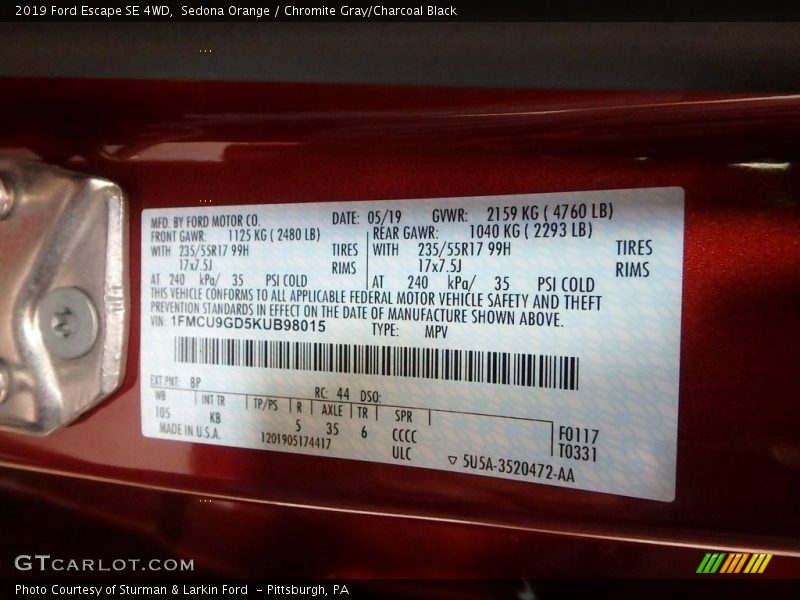 2019 Ford Escape SE 4WD, Sedona Orange / Chromite Gray/Charcoal Black
MFD. BY FORD MOTOR CO. DATE: 05/19 GVWR: 2159 KG ( 4760 LB)
FRONT GAWR: 1125 KG ( 2480 LB) REAR GAWR: 1040 KG ( 2293 LB)
WITH 235/55R17 99H TIRES WITH 235/55R17 99H TIRES
17x7.5J RIMS 17x7.5J RIMS
AT 240 kPa/ 35 PSI COLD AT 240 kPa/ 35 PSI COLD
THIS VEHICLE CONFORMS TO ALL APPLICABLE FEDERAL MOTOR VEHICLE SAFETY AND THEFT
PREVENTION STANDARDS IN EFFECT ON THE DATE OF MANUFACTURE SHOWN ABOVE.
VIN: 1FMCU9GD5KUB98015 TYPE: MPV
EXT PNT: BP RC: 44 DSO:
WB INT TR TP/PS R AXLE TR SPR
105 KB 5 35 6 CCCC F0117
MADE IN U.S.A. 1201905174417 ULC T0331
▽ 5U5A-3520472-AA
GTCARLOT.COM
Photo Courtesy of Sturman & Larkin Ford - Pittsburgh, PA